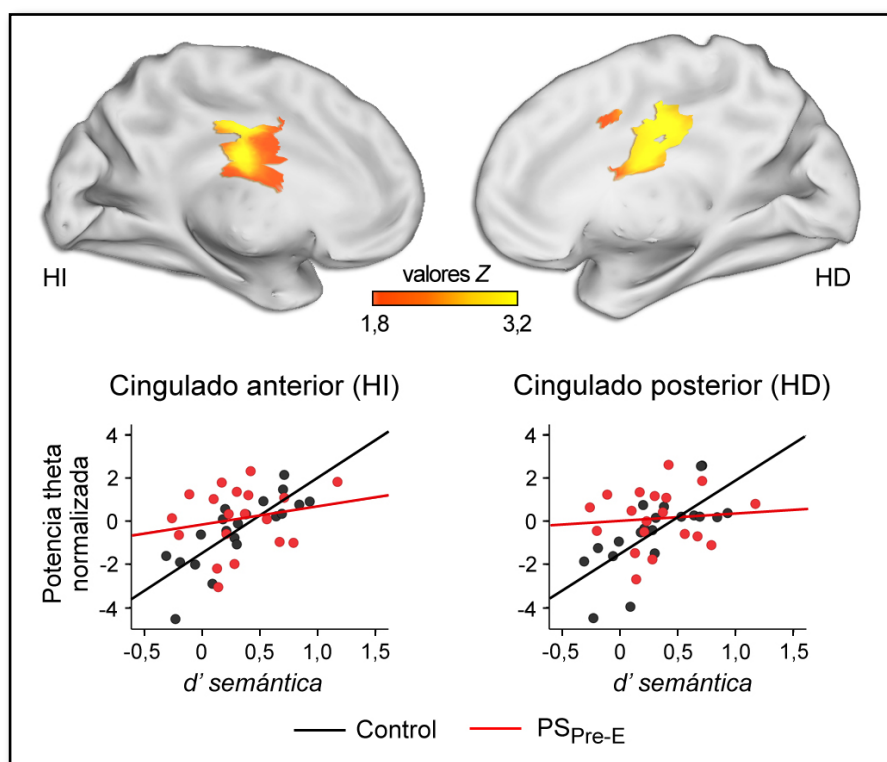 HI
HD
valores Z
1,8
3,2
Cingulado anterior (HI)
Potencia theta
normalizada
4
2
0
-2
-4
-0,5
0
0,5
1,0
1,5
d' semántica
Cingulado posterior (HD)
4
2
0
-2
-4
-0,5
0
0,5
1,0
1,5
d' semántica
Control
PSPre-E